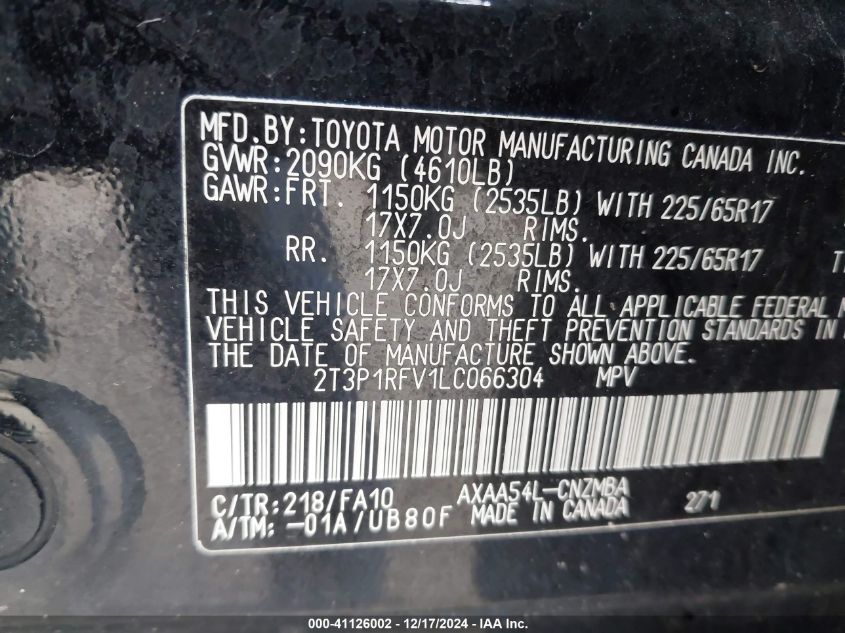 MFD.BY:TOYOTA MOTOR MANUFACTURING CANADA INC.
GVWR:2090KG (4610LB)
GAWR:FRT. 1150KG (2535LB) WITH 225/65R17
17X7.0J RIMS.
RR. 1150KG (2535LB) WITH 225/65R17
17X7.0J RIMS.
THIS VEHICLE CONFORMS TO ALL APPLICABLE FEDERAL
VEHICLE SAFETY AND THEFT PREVENTION STANDARDS IN
THE DATE OF MANUFACTURE SHOWN ABOVE.
2T3P1RFV1LC066304 MPV
C/TR:218/FA10 AXAA54L-CNZMBA 271
A/TM:-01A/UB80F MADE IN CANADA
000-41126002 - 12/17/2024 - IAA Inc.